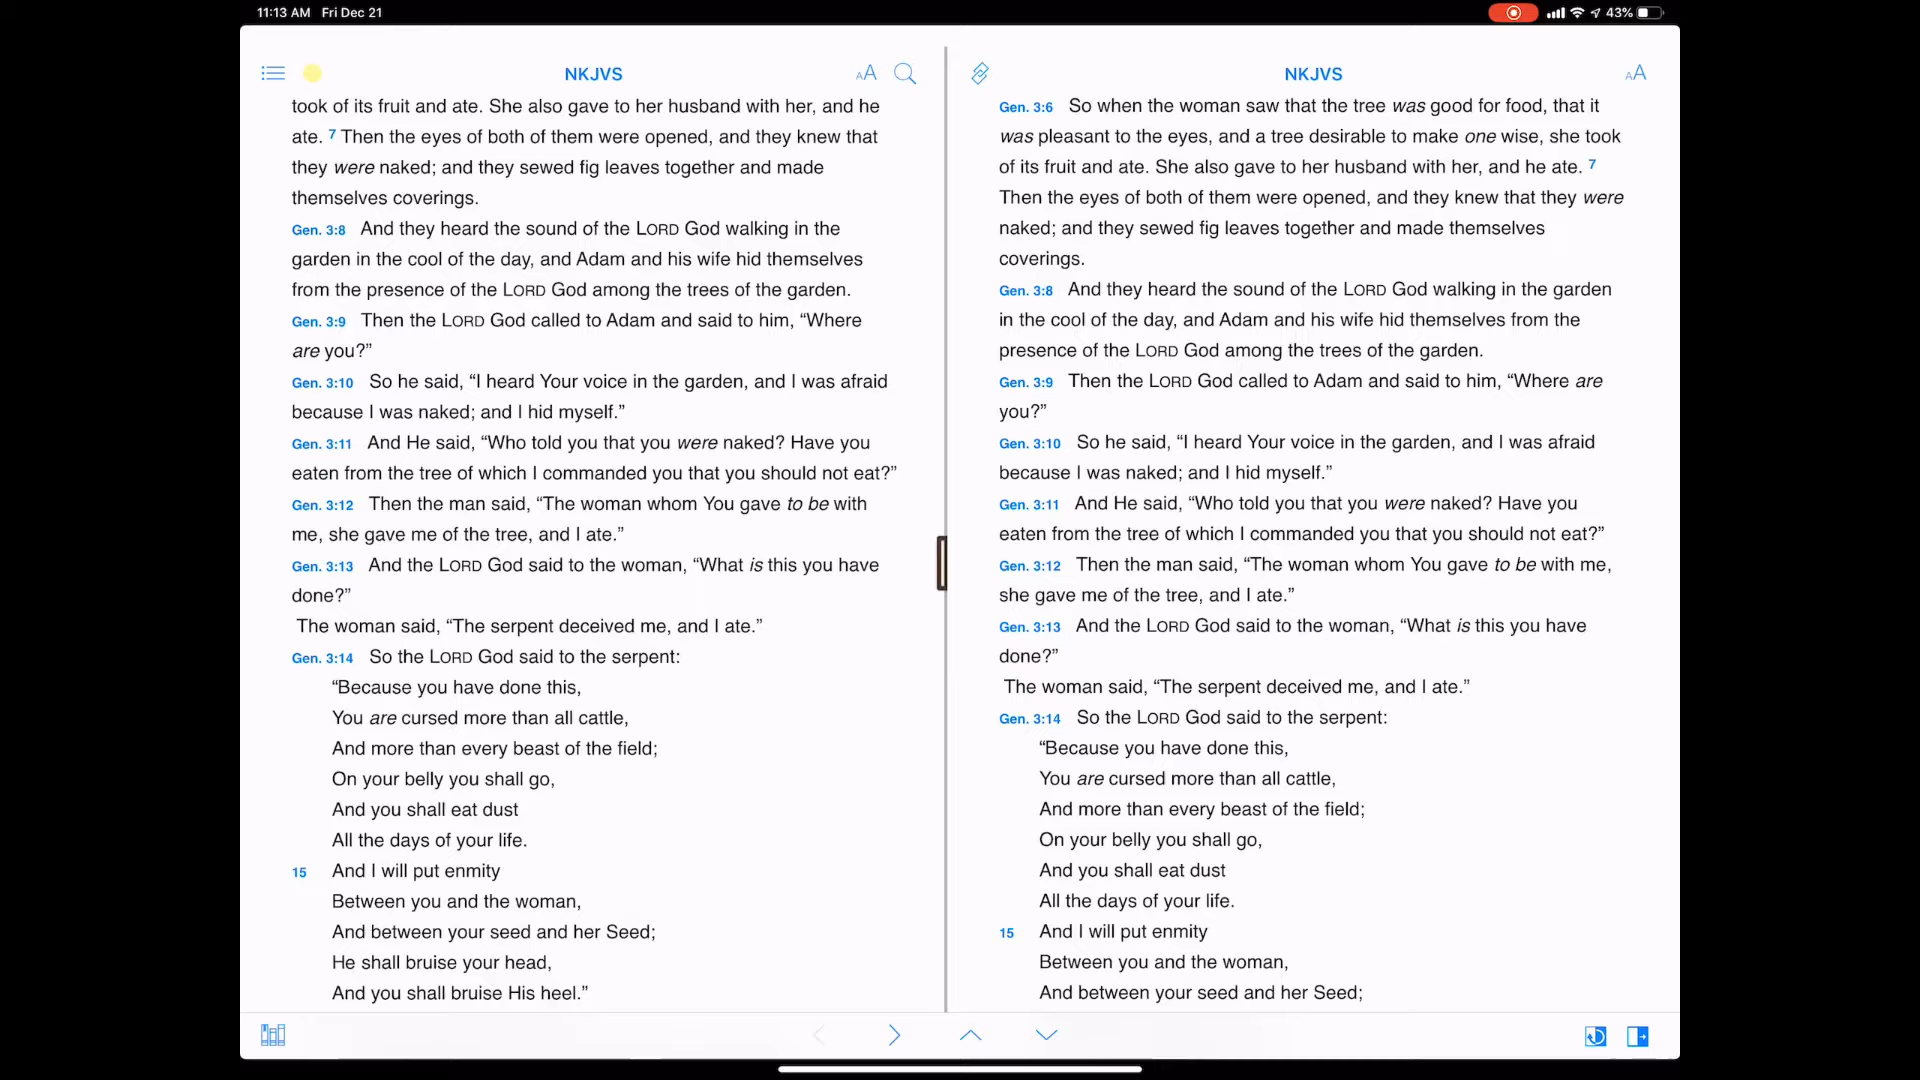 11:13 AM Fri Dec 21
43%
NKJVS
AA
took of its fruit and ate. She also gave to her husband with her, and he
ate. 7 Then the eyes of both of them were opened, and they knew that
they were naked; and they sewed fig leaves together and made
themselves coverings.
Gen. 3:8 And they heard the sound of the LORD God walking in the
garden in the cool of the day, and Adam and his wife hid themselves
from the presence of the LORD God among the trees of the garden.
Gen. 3:9 Then the LORD God called to Adam and said to him, “Where
are you?”
Gen. 3:10 So he said, “I heard Your voice in the garden, and I was afraid
because I was naked; and I hid myself.”
Gen. 3:11 And He said, “Who told you that you were naked? Have you
eaten from the tree of which I commanded you that you should not eat?”
Gen. 3:12 Then the man said, “The woman whom You gave to be with
me, she gave me of the tree, and I ate.”
Gen. 3:13 And the LORD God said to the woman, “What is this you have
done?”
The woman said, “The serpent deceived me, and I ate.”
Gen. 3:14 So the LORD God said to the serpent:
“Because you have done this,
You are cursed more than all cattle,
And more than every beast of the field;
On your belly you shall go,
And you shall eat dust
All the days of your life.
15 And I will put enmity
Between you and the woman,
And between your seed and her Seed;
He shall bruise your head,
And you shall bruise His heel.”
NKJVS
AA
Gen. 3:6 So when the woman saw that the tree was good for food, that it
was pleasant to the eyes, and a tree desirable to make one wise, she took
of its fruit and ate. She also gave to her husband with her, and he ate. 7
Then the eyes of both of them were opened, and they knew that they were
naked; and they sewed fig leaves together and made themselves
coverings.
Gen. 3:8 And they heard the sound of the LORD God walking in the garden
in the cool of the day, and Adam and his wife hid themselves from the
presence of the LORD God among the trees of the garden.
Gen. 3:9 Then the LORD God called to Adam and said to him, “Where are
you?”
Gen. 3:10 So he said, “I heard Your voice in the garden, and I was afraid
because I was naked; and I hid myself.”
Gen. 3:11 And He said, “Who told you that you were naked? Have you
eaten from the tree of which I commanded you that you should not eat?”
Gen. 3:12 Then the man said, “The woman whom You gave to be with me,
she gave me of the tree, and I ate.”
Gen. 3:13 And the LORD God said to the woman, “What is this you have
done?”
The woman said, “The serpent deceived me, and I ate.”
Gen. 3:14 So the LORD God said to the serpent:
“Because you have done this,
You are cursed more than all cattle,
And more than every beast of the field;
On your belly you shall go,
And you shall eat dust
All the days of your life.
15 And I will put enmity
Between you and the woman,
And between your seed and her Seed;